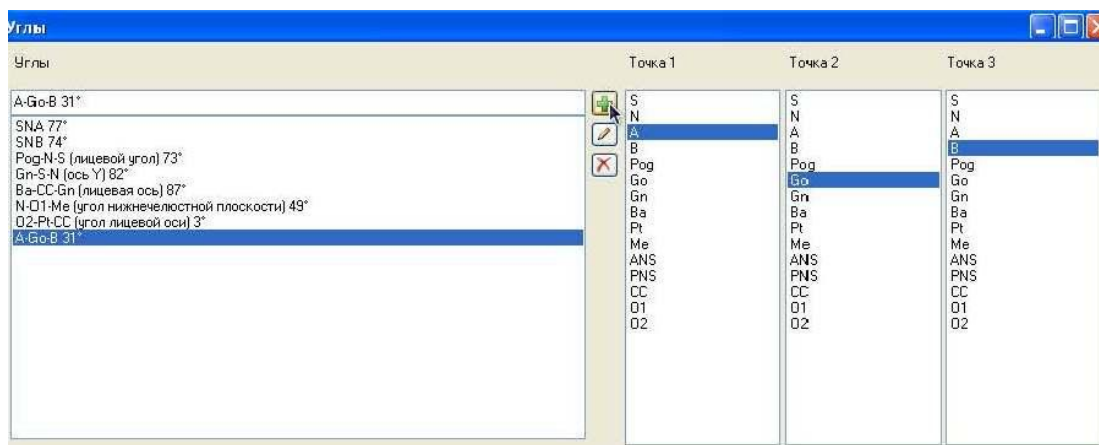 Углы
Углы
Точка 1
Точка 2
Точка 3
A-Go-B 31°
SNA 77°
SNB 74°
Pog-N-S (лицевой угол) 73°
Gn-S-N (ось Y) 82°
Ba-CC-Gn (лицевая ось) 87°
N-O1-Me (угол нижнечелюстной плоскости) 49°
O2-Pt-CC (угол лицевой оси) 3°
A-Go-B 31°
S
N
A
B
Pog
Go
Gn
Ba
Pt
Me
ANS
PNS
CC
O1
O2
S
N
A
B
Pog
Go
Gn
Ba
Pt
Me
ANS
PNS
CC
O1
O2
S
N
A
B
Pog
Go
Gn
Ba
Pt
Me
ANS
PNS
CC
O1
O2